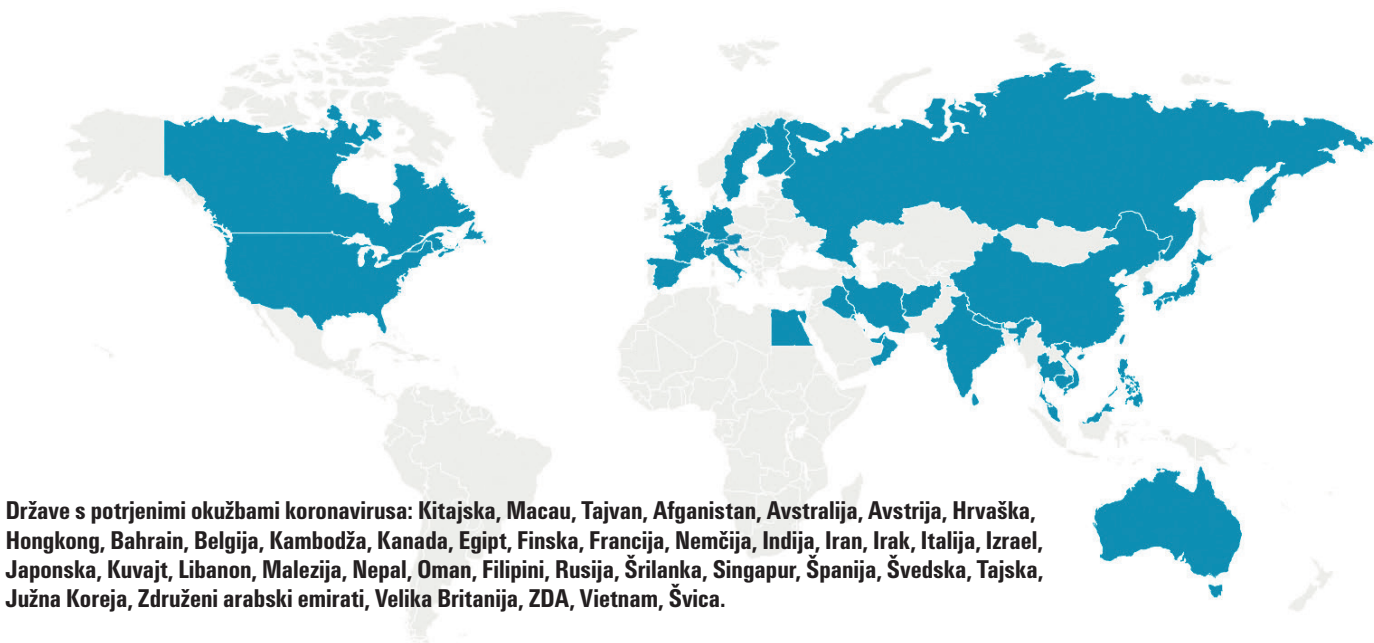 Države s potrjenimi okužbami koronavirusa: Kitajska, Macau, Tajvan, Afganistan, Avstralija, Avstrija, Hrvaška,
Hongkong, Bahrain, Belgija, Kambodža, Kanada, Egipt, Finska, Francija, Nemčija, Indija, Iran, Irak, Italija, Izrael,
Japonska, Kuvajt, Libanon, Malezija, Nepal, Oman, Filipini, Rusija, Šrilanka, Singapur, Španija, Švedska, Tajska,
Južna Koreja, Združeni arabski emirati, Velika Britanija, ZDA, Vietnam, Švica.